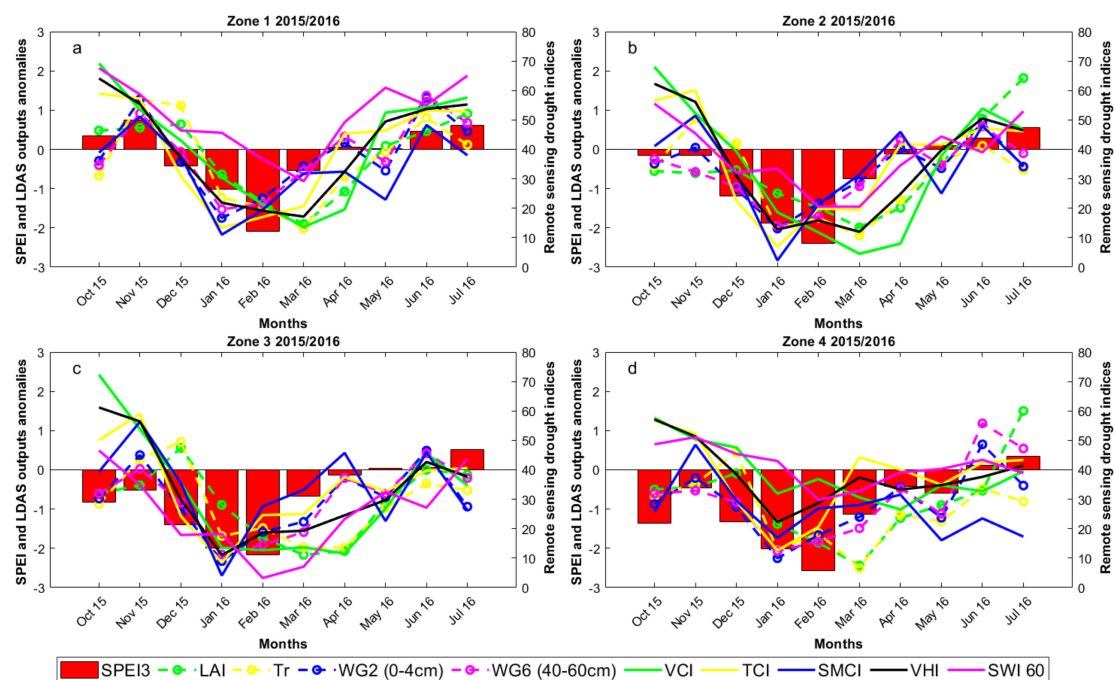 Zone 1 2015/2016
a
SPEI and LDAS outputs anomalies
3
2
1
0
-1
-2
-3
Remote sensing drought indices
80
70
60
50
40
30
20
10
0
Oct 15 Nov 15 Dec 15 Jan 16 Feb 16 Mar 16 Apr 16 May 16 Jun 16 Jul 16
Months
Zone 2 2015/2016
b
SPEI and LDAS outputs anomalies
3
2
1
0
-1
-2
-3
Remote sensing drought indices
80
70
60
50
40
30
20
10
0
Oct 15 Nov 15 Dec 15 Jan 16 Feb 16 Mar 16 Apr 16 May 16 Jun 16 Jul 16
Months
Zone 3 2015/2016
c
SPEI and LDAS outputs anomalies
3
2
1
0
-1
-2
-3
Remote sensing drought indices
80
70
60
50
40
30
20
10
0
Oct 15 Nov 15 Dec 15 Jan 16 Feb 16 Mar 16 Apr 16 May 16 Jun 16 Jul 16
Months
Zone 4 2015/2016
d
SPEI and LDAS outputs anomalies
3
2
1
0
-1
-2
-3
Remote sensing drought indices
80
70
60
50
40
30
20
10
0
Oct 15 Nov 15 Dec 15 Jan 16 Feb 16 Mar 16 Apr 16 May 16 Jun 16 Jul 16
Months
SPEI3 LAI Tr WG2 (0-4cm) WG6 (40-60cm) VCI TCI SMCI VHI SWI 60